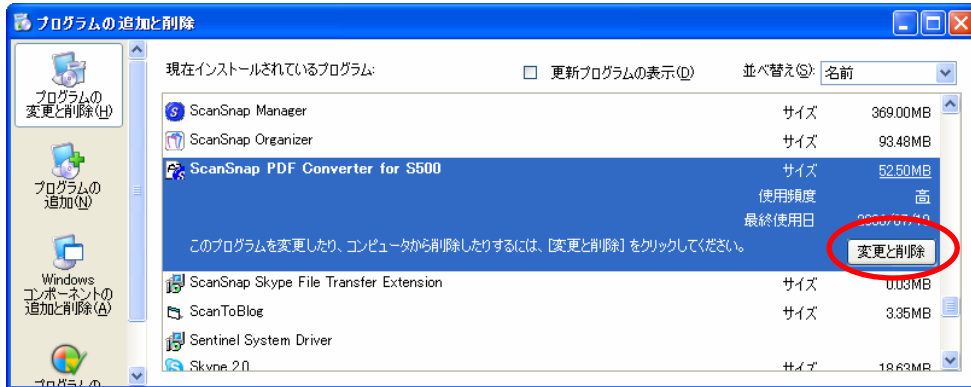 プログラムの追加と削除
プログラムの
変更と削除(H)
プログラムの
追加(N)
Windows
コンポーネントの
追加と削除(A)
プログラムの
現在インストールされているプログラム:
更新プログラムの表示(D)
並べ替え(S):
名前
ScanSnap Manager サイズ 369.00MB
ScanSnap Organizer サイズ 93.48MB
ScanSnap PDF Converter for S500 サイズ 52.50MB
使用頻度 高
最終使用日
このプログラムを変更したり、コンピュータから削除したりするには、[変更と削除] をクリックしてください。
変更と削除
ScanSnap Skype File Transfer Extension サイズ 0.03MB
ScanToBlog サイズ 3.35MB
Sentinel System Driver
Skype 2.0 サイズ 18.63MB